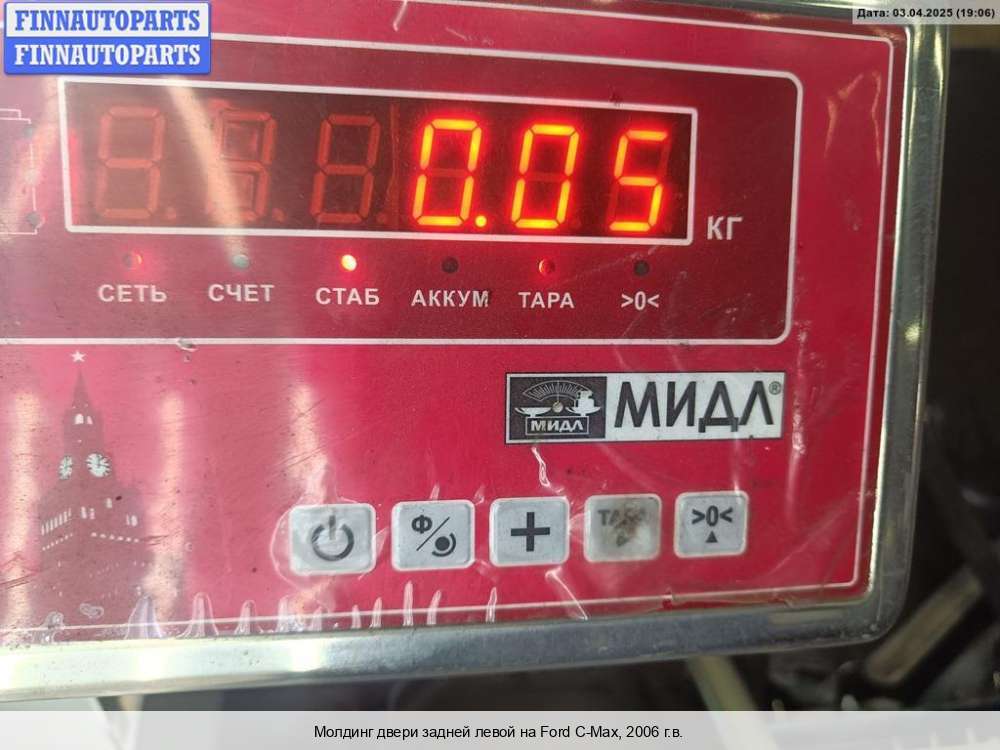 FINNAUTOPARTS
FINNAUTOPARTS
Дата: 03.04.2025 (19:06)
0.05
КГ
СЕТЬ СЧЕТ СТАБ АККУМ ТАРА >0<
МИДЛ МИДЛ®
Ф
ТАРА >0<
Молдинг двери задней левой на Ford C-Max, 2006 г.в.